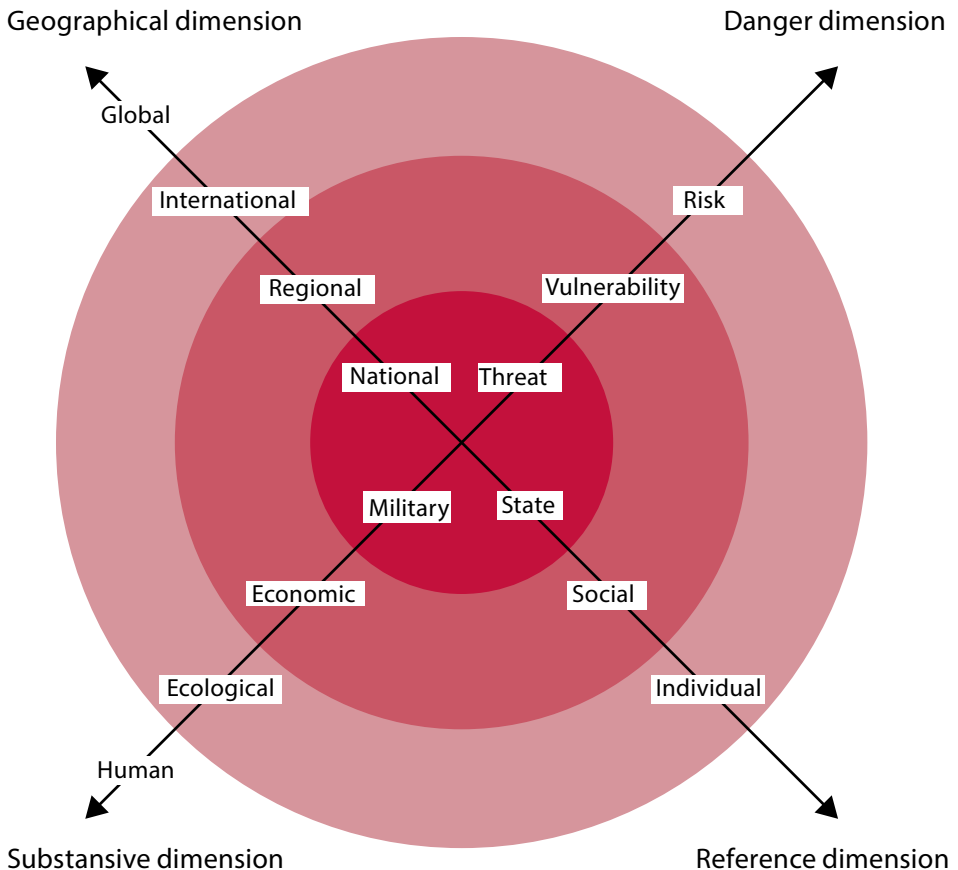 Geographical dimension
Danger dimension
Global
International
Risk
Regional
Vulnerability
National
Threat
Military
State
Economic
Social
Ecological
Individual
Human
Substansive dimension
Reference dimension